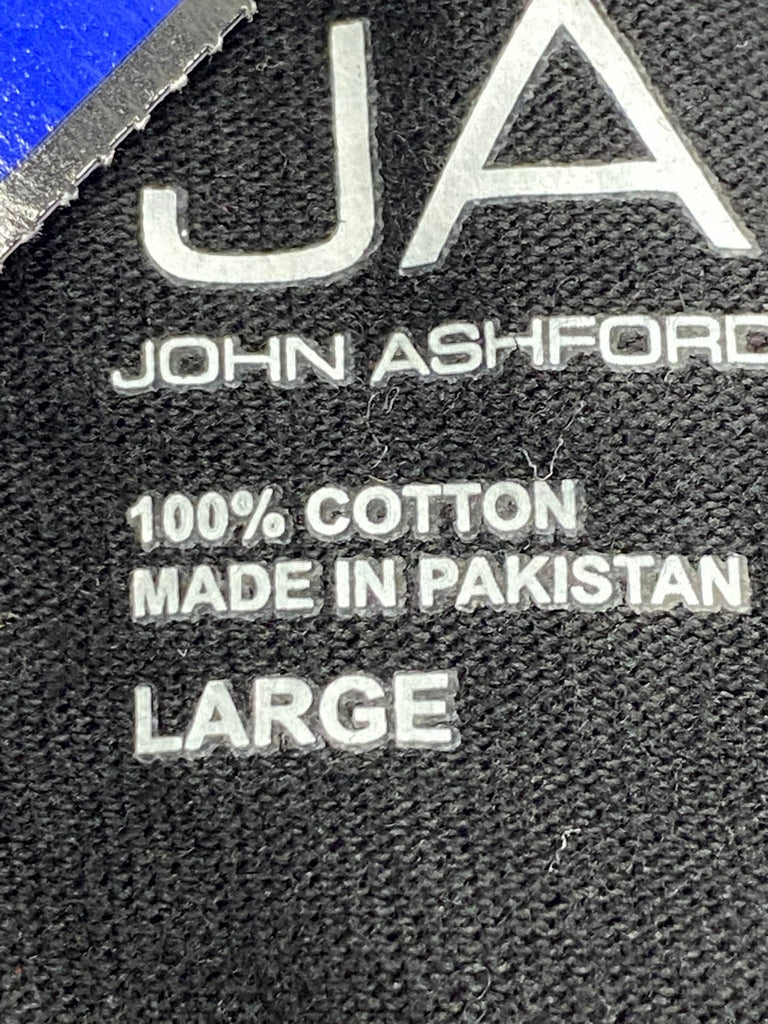 JA
JOHN ASHFORD
100% COTTON
MADE IN PAKISTAN
LARGE